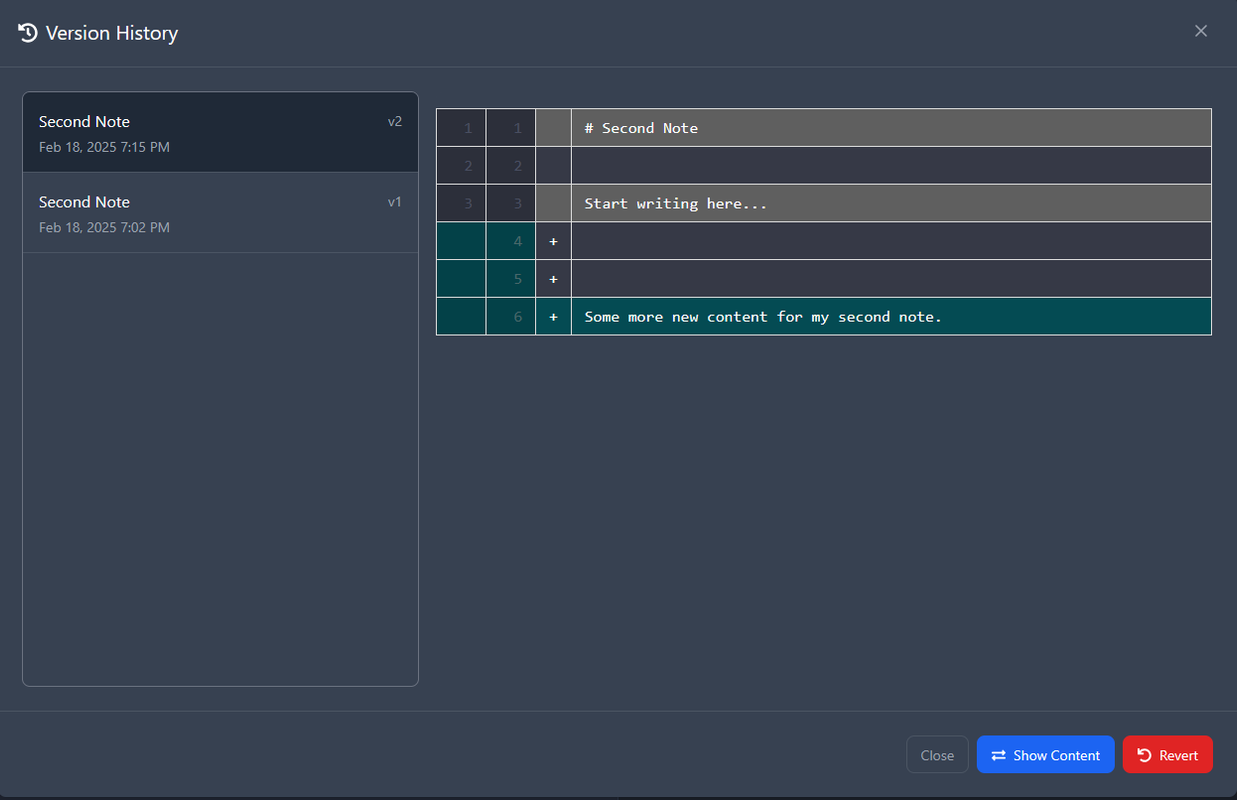 Version History
Second Note v2
Feb 18, 2025 7:15 PM
Second Note v1
Feb 18, 2025 7:02 PM
1 1 # Second Note
2 2
3 3 Start writing here...
4 +
5 +
6 + Some more new content for my second note.
Close Show Content Revert